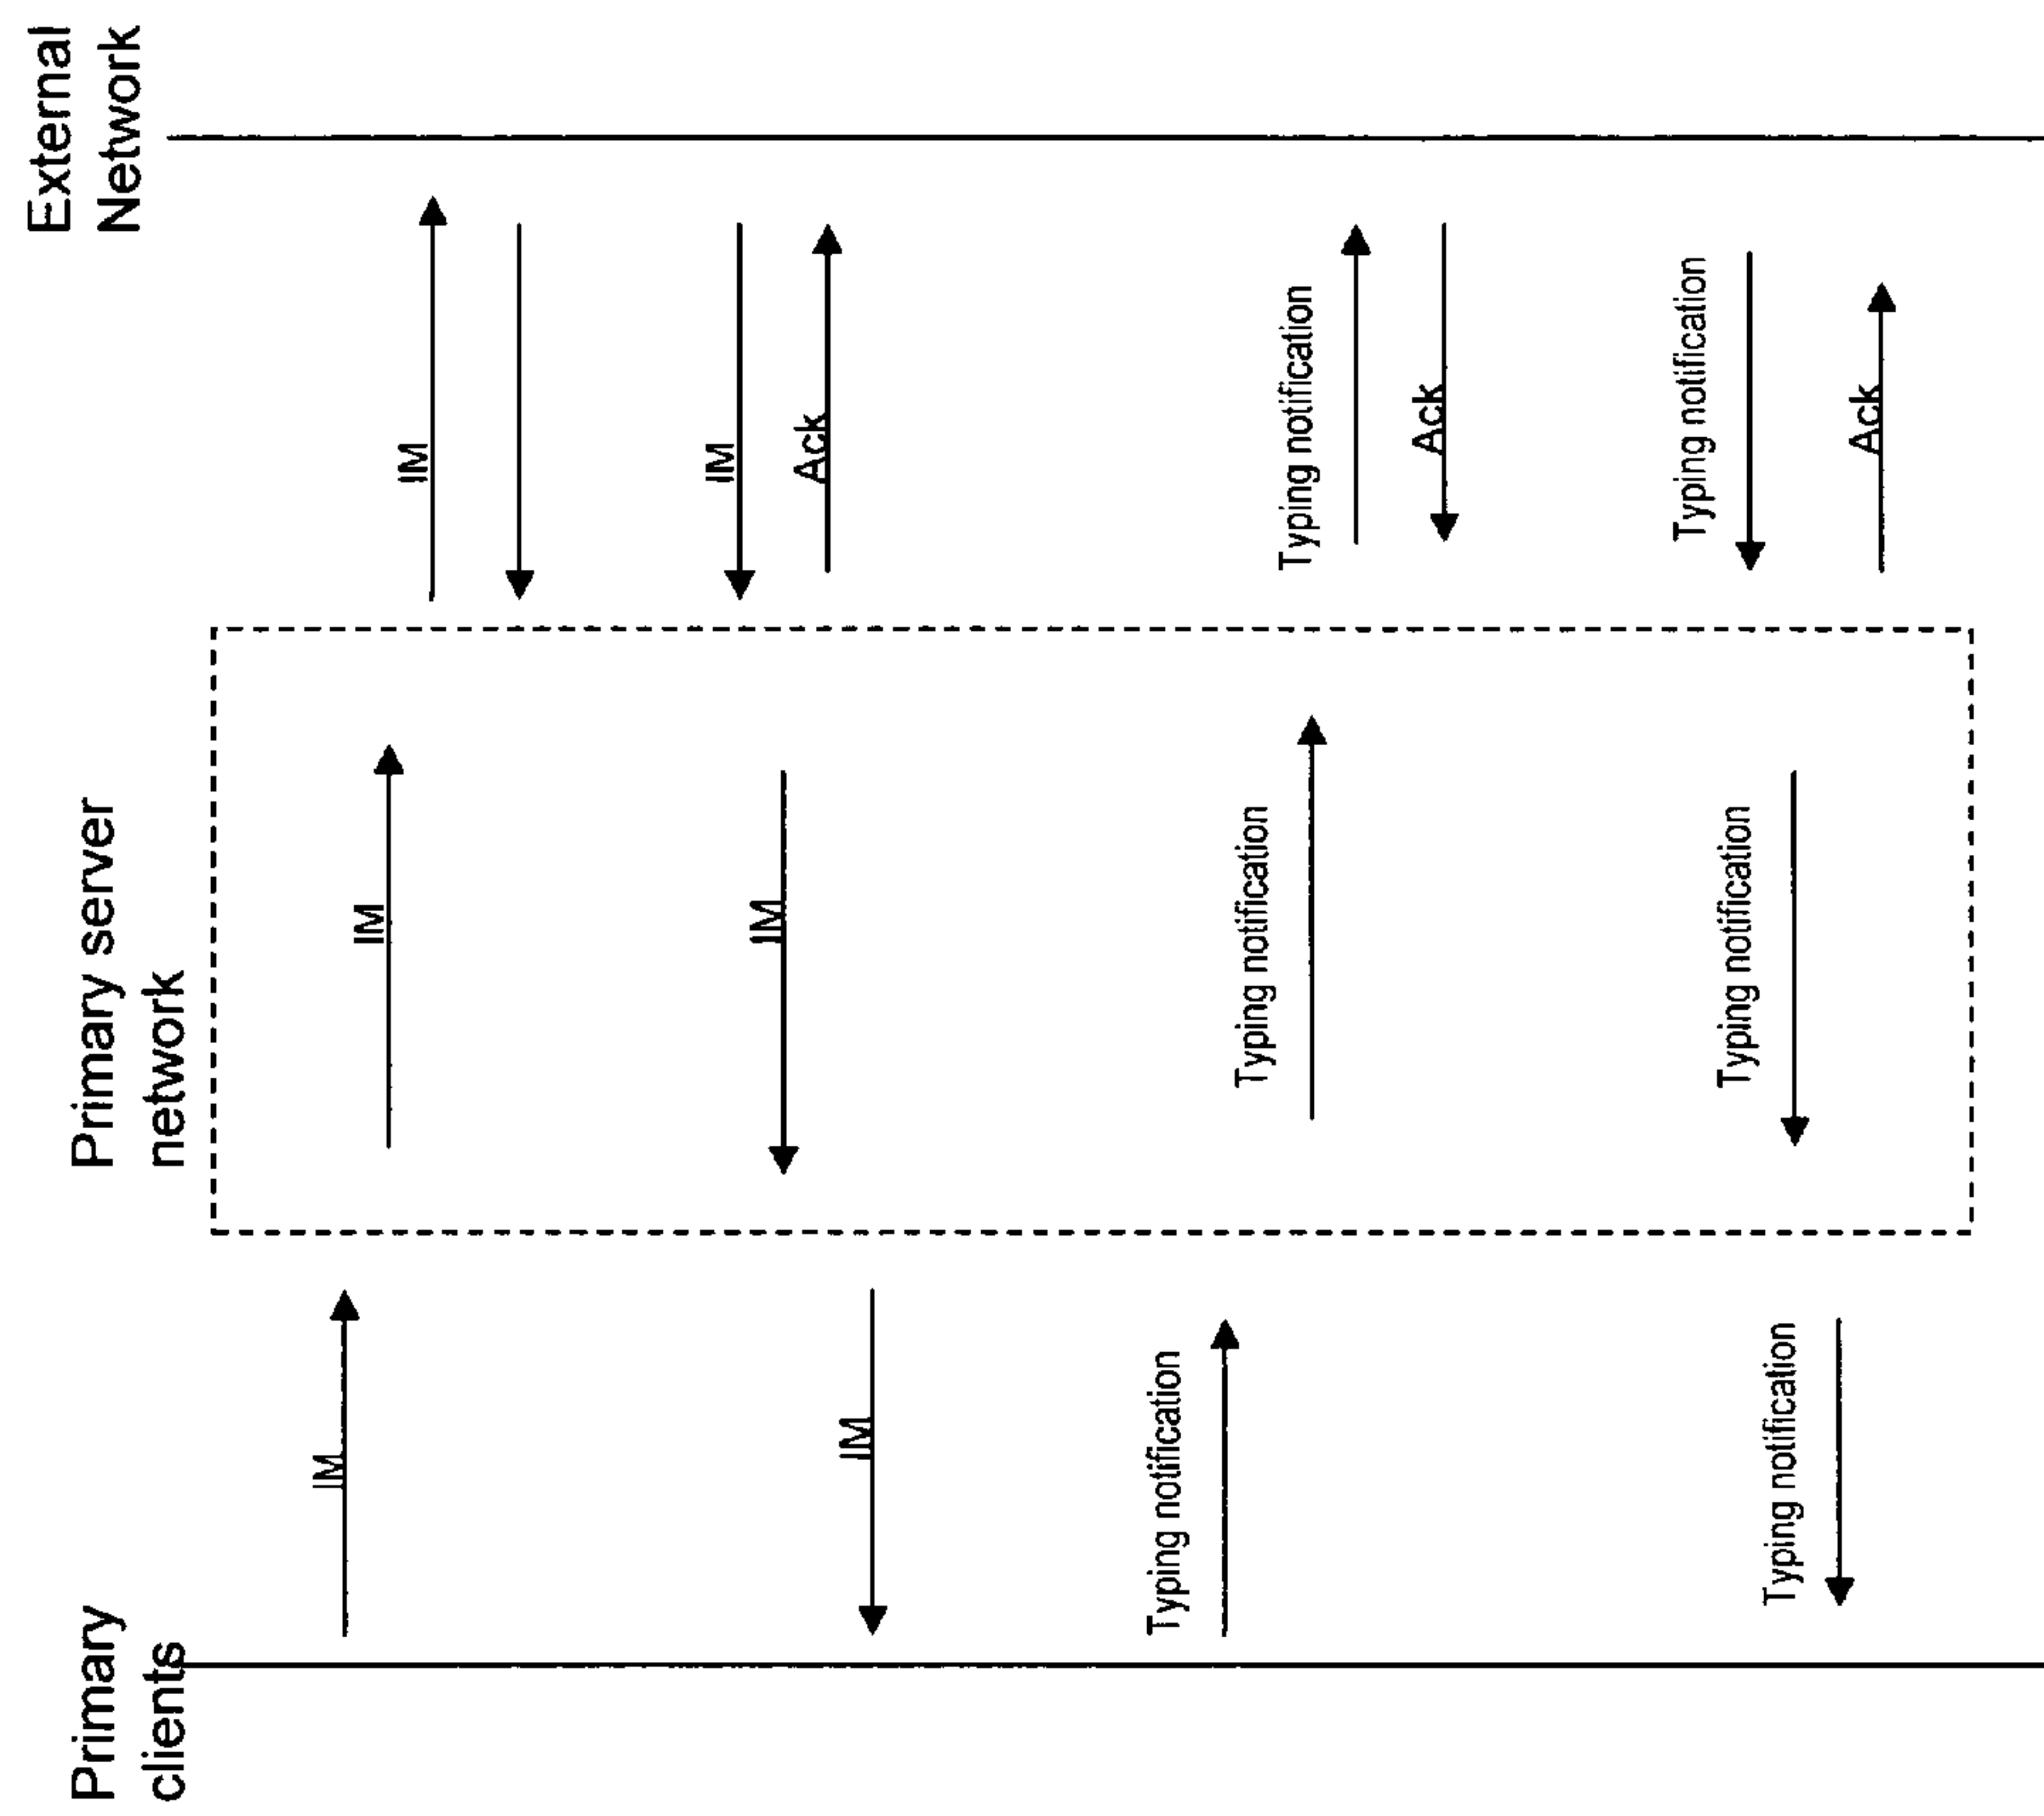 Primary
clients
Primary server
network
External
Network
IM
IM
IM
IM
IM
Ack
IM
Typing notification
Typing notification
Typing notification
Ack
Typing notification
Typing notification
Typing notification
Ack